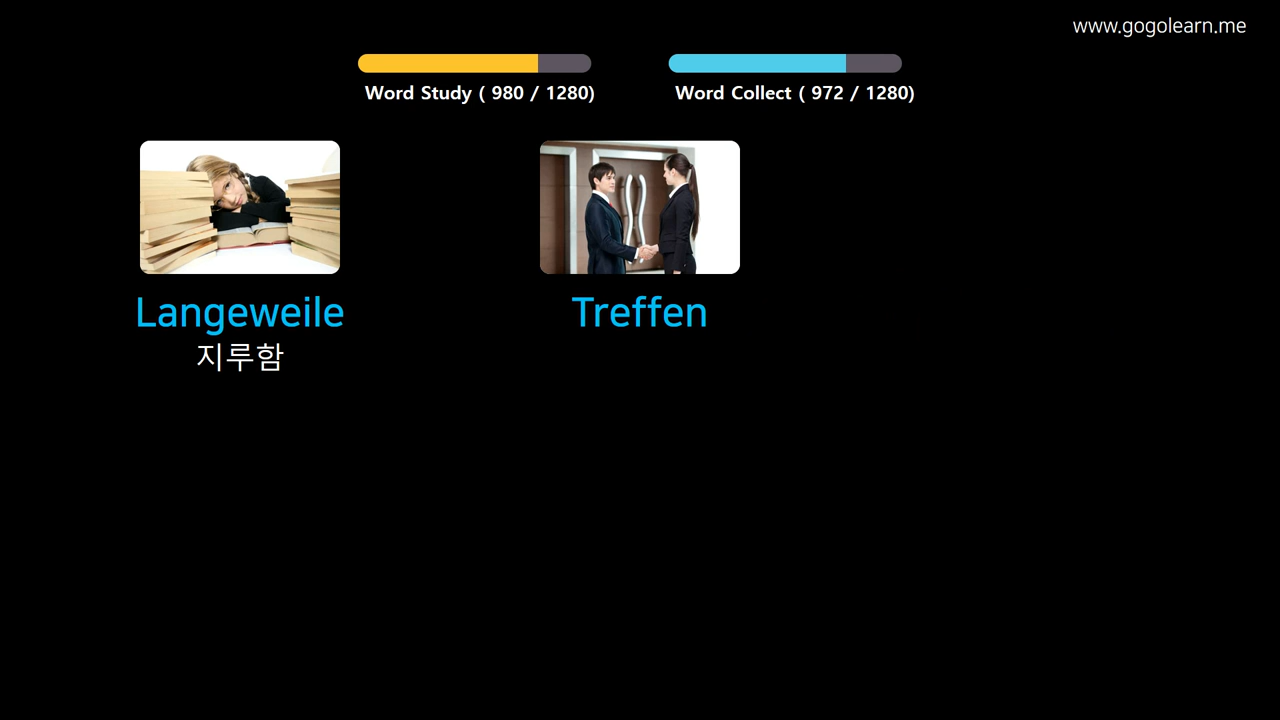 www.gogolearn.me
Word Study ( 980 / 1280)
Word Collect ( 972 / 1280)
Langeweile
지루함
Treffen